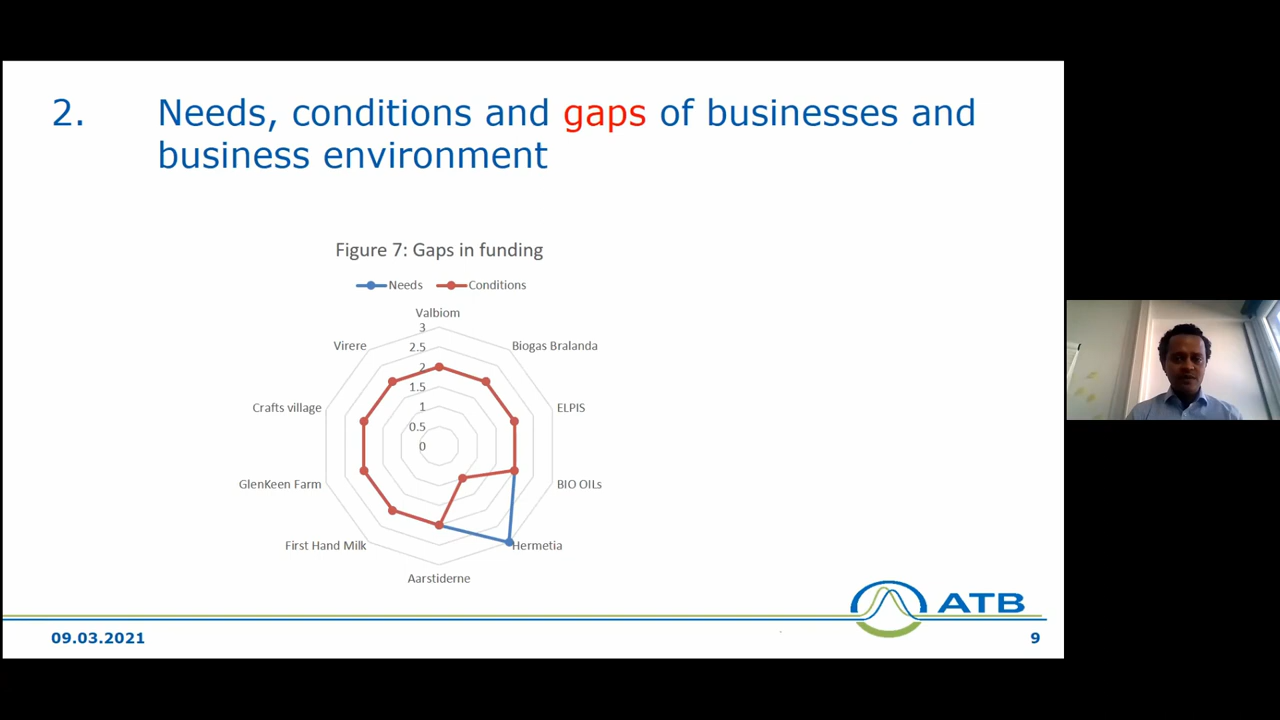 2. Needs, conditions and gaps of businesses and
business environment
Figure 7: Gaps in funding
Needs Conditions
Valbiom
3
Virere 2.5 Biogas Bralanda
2
1.5
Crafts village 1 ELPIS
0.5
0
GlenKeen Farm BIO OILs
First Hand Milk Hermetia
Aarstiderne
ATB
09.03.2021 9